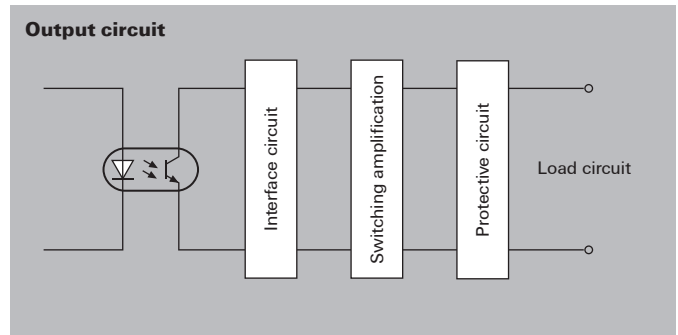 Output circuit
Interface circuit
Switching amplification
Protective circuit
Load circuit